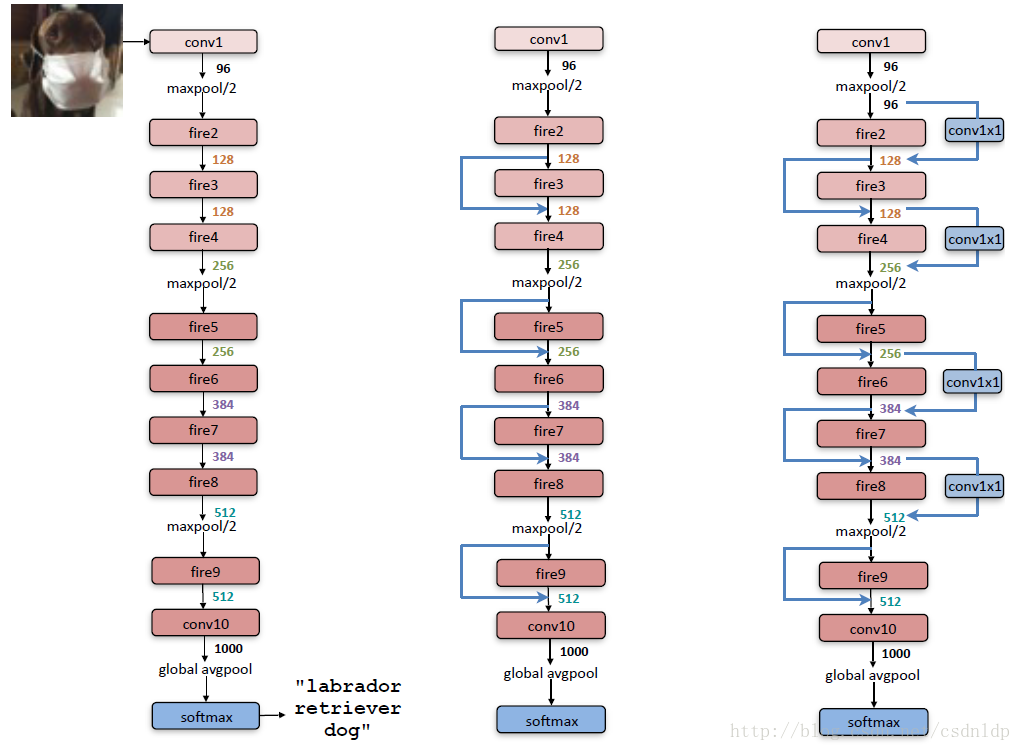 conv1
96
maxpool/2
fire2
128
fire3
128
fire4
256
maxpool/2
fire5
256
fire6
384
fire7
384
fire8
512
maxpool/2
fire9
512
conv10
1000
global avgpool
softmax
"labrador
retriever
dog"
conv1
96
maxpool/2
fire2
128
fire3
128
fire4
256
maxpool/2
fire5
256
fire6
384
fire7
384
fire8
512
maxpool/2
fire9
512
conv10
1000
global avgpool
softmax
conv1
96
maxpool/2
96
conv1x1
fire2
128
fire3
128
fire4
conv1x1
256
maxpool/2
fire5
256
fire6
conv1x1
384
fire7
384
fire8
conv1x1
512
maxpool/2
fire9
512
conv10
1000
global avgpool
softmax